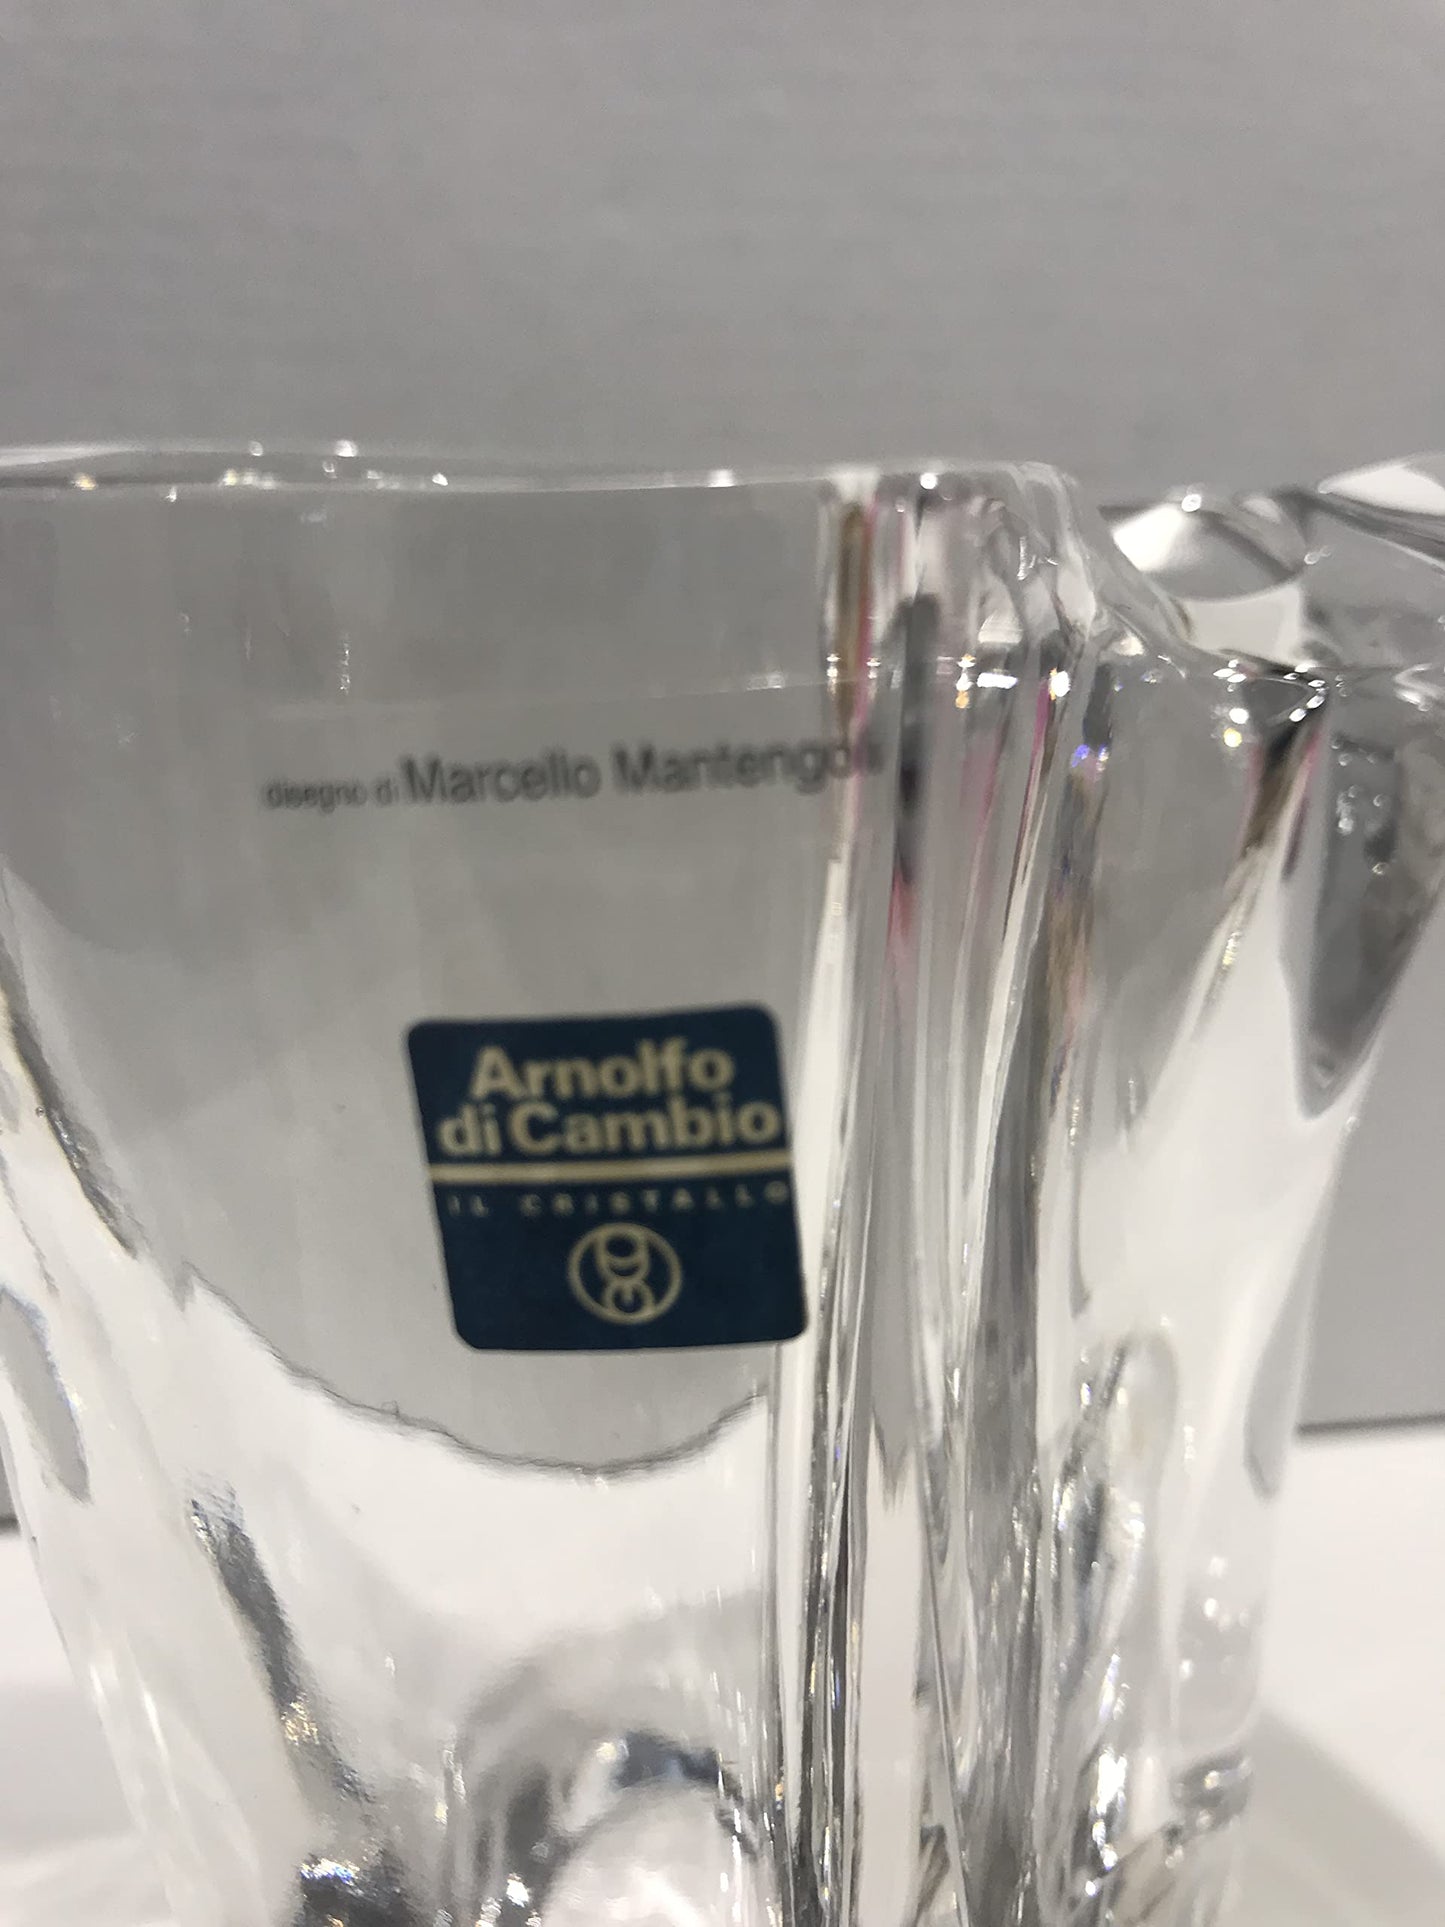 disegno di Marcello Mantengoli
Arnolfo
di Cambio
IL CRISTALLO